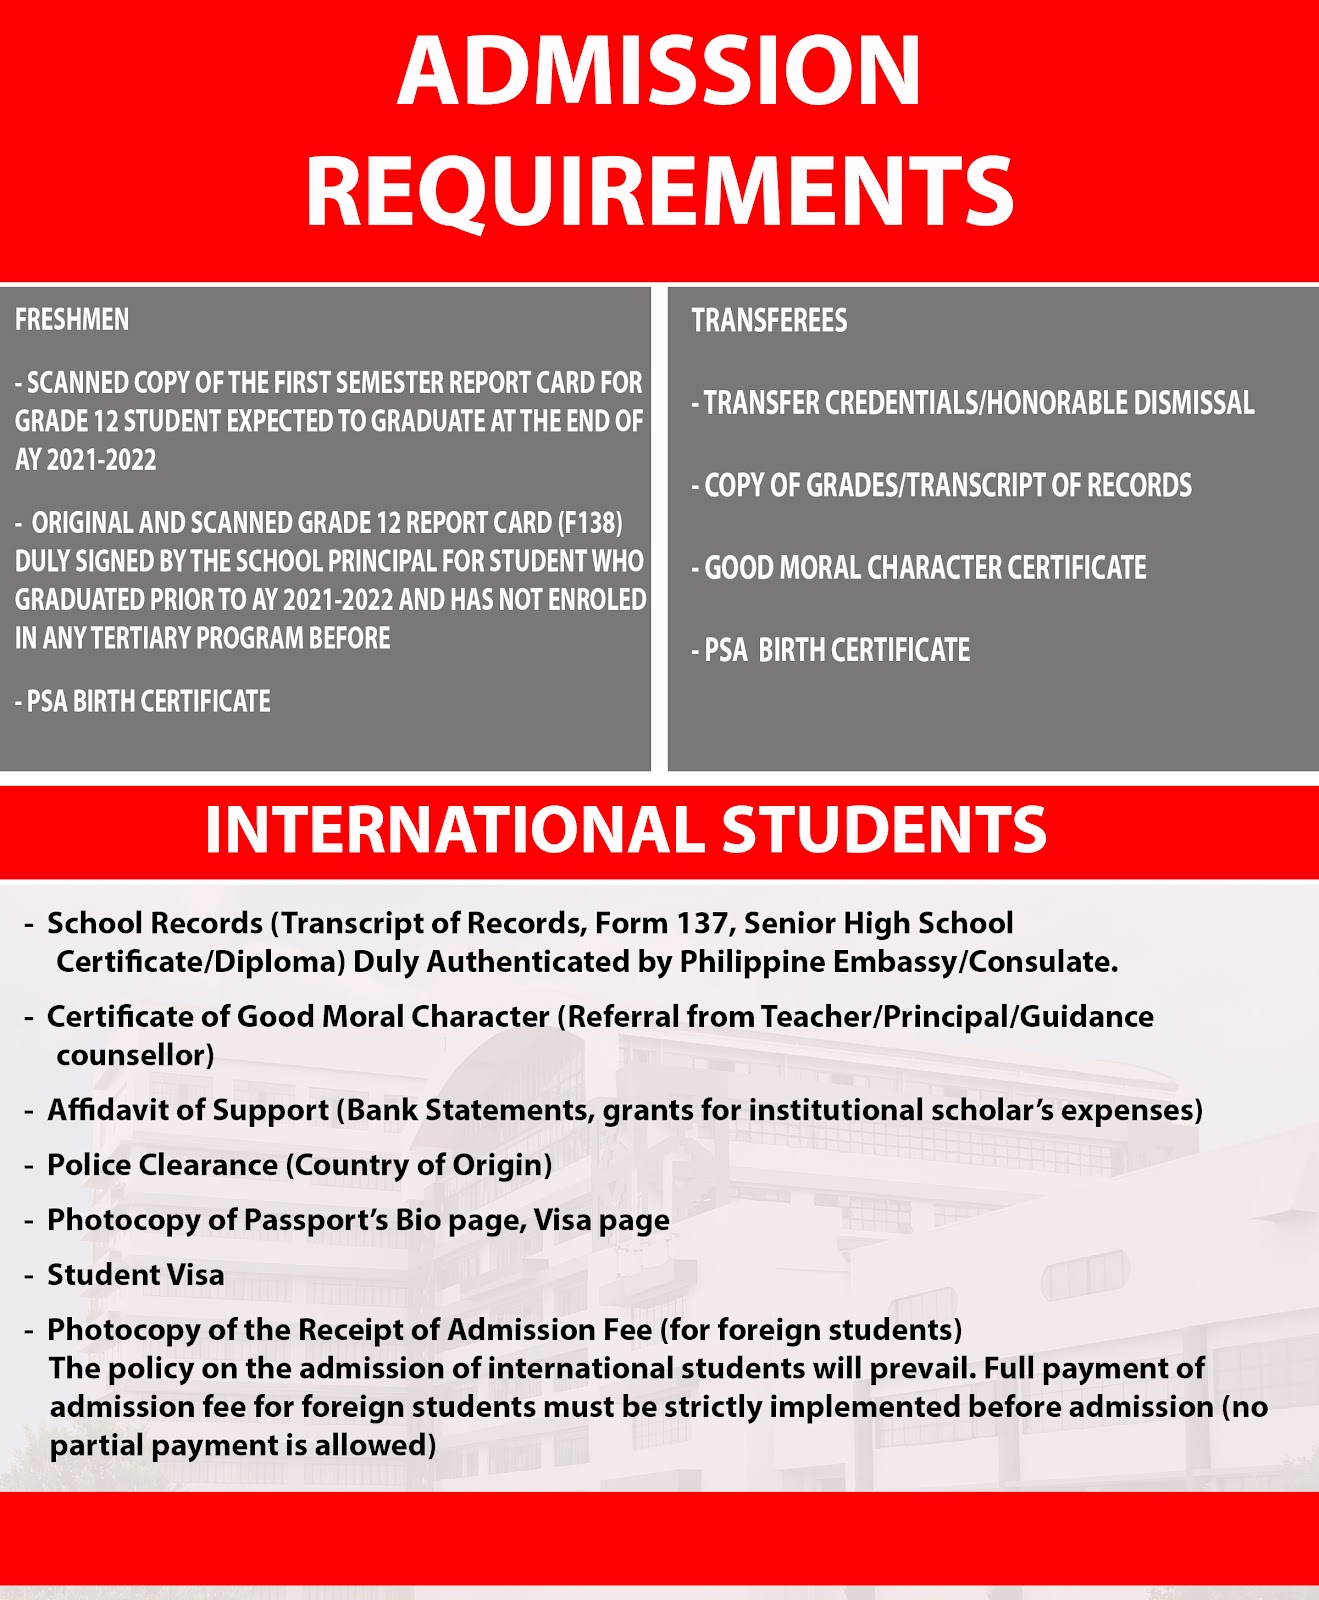 ADMISSION
REQUIREMENTS
FRESHMEN
- SCANNED COPY OF THE FIRST SEMESTER REPORT CARD FOR
GRADE 12 STUDENT EXPECTED TO GRADUATE AT THE END OF
AY 2021-2022
- ORIGINAL AND SCANNED GRADE 12 REPORT CARD (F138)
DULY SIGNED BY THE SCHOOL PRINCIPAL FOR STUDENT WHO
GRADUATED PRIOR TO AY 2021-2022 AND HAS NOT ENROLED
IN ANY TERTIARY PROGRAM BEFORE
- PSA BIRTH CERTIFICATE
TRANSFEREES
- TRANSFER CREDENTIALS/HONORABLE DISMISSAL
- COPY OF GRADES/TRANSCRIPT OF RECORDS
- GOOD MORAL CHARACTER CERTIFICATE
- PSA BIRTH CERTIFICATE
INTERNATIONAL STUDENTS
- School Records (Transcript of Records, Form 137, Senior High School
Certificate/Diploma) Duly Authenticated by Philippine Embassy/Consulate.
- Certificate of Good Moral Character (Referral from Teacher/Principal/Guidance
counsellor)
- Affidavit of Support (Bank Statements, grants for institutional scholar's expenses)
- Police Clearance (Country of Origin)
- Photocopy of Passport's Bio page, Visa page
- Student Visa
- Photocopy of the Receipt of Admission Fee (for foreign students)
The policy on the admission of international students will prevail. Full payment of
admission fee for foreign students must be strictly implemented before admission (no
partial payment is allowed)